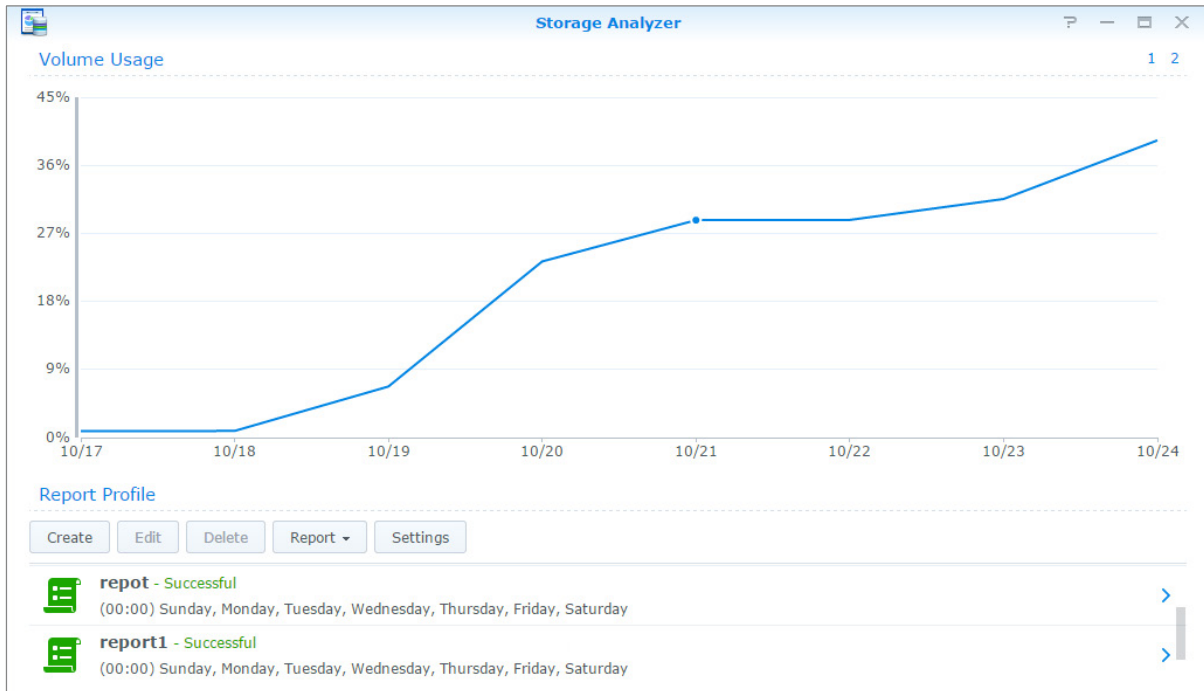 Storage Analyzer
Volume Usage
1 2
45%
36%
27%
18%
9%
0%
10/17 10/18 10/19 10/20 10/21 10/22 10/23 10/24
Report Profile
Create Edit Delete Report Settings
repot - Successful
(00:00) Sunday, Monday, Tuesday, Wednesday, Thursday, Friday, Saturday
report1 - Successful
(00:00) Sunday, Monday, Tuesday, Wednesday, Thursday, Friday, Saturday